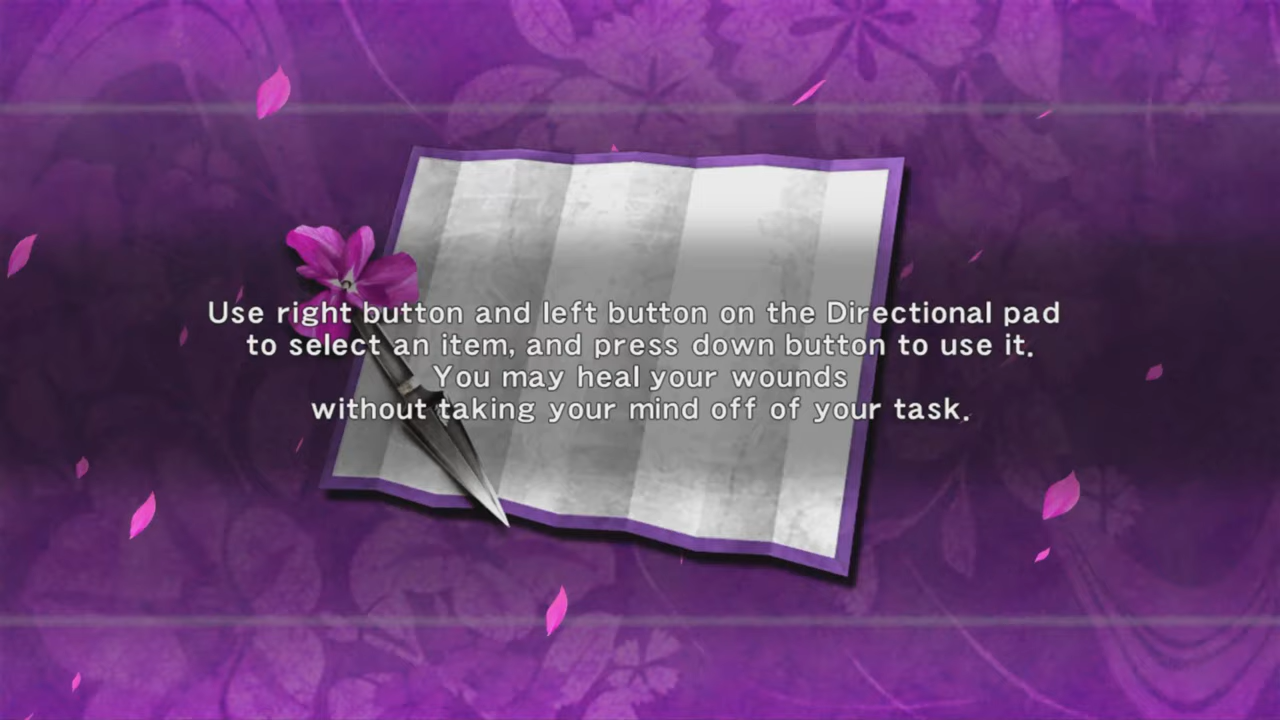 Use right button and left button on the Directional pad
to select an item, and press down button to use it.
You may heal your wounds
without taking your mind off of your task.